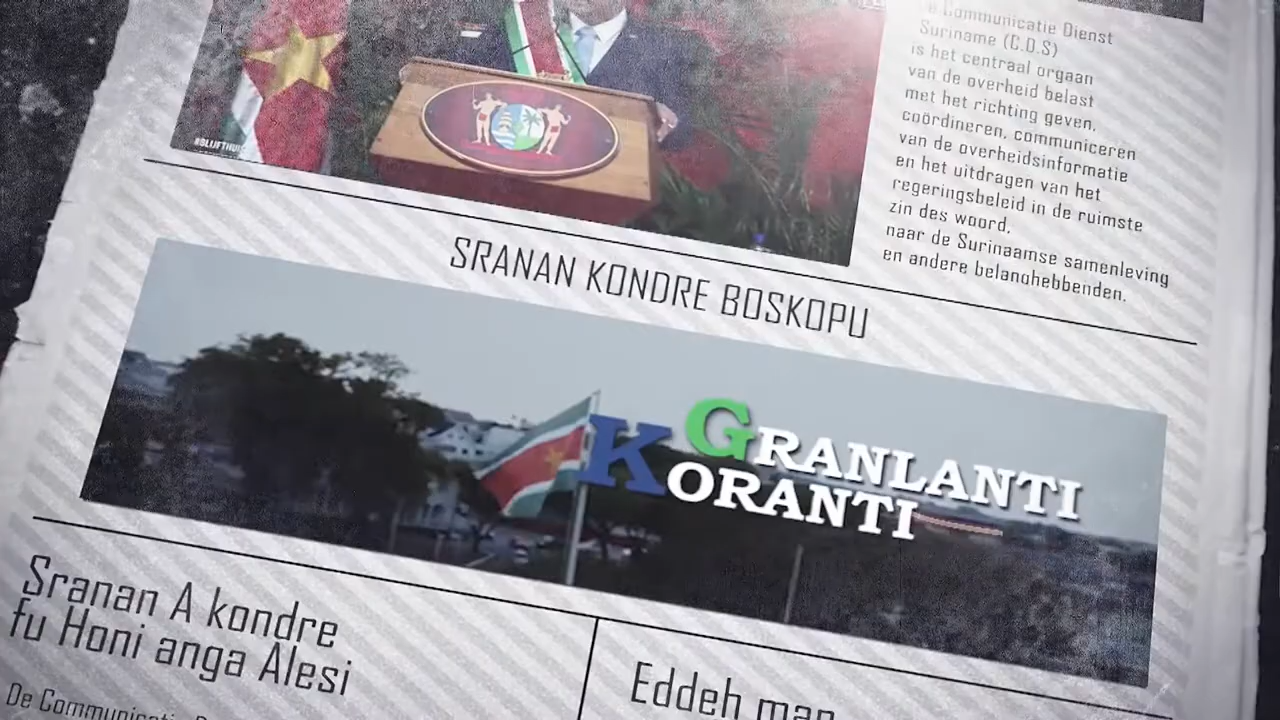 e Communicatie Dienst
Suriname (C.D.S)
is het centraal orgaan
van de overheid belast
met het richting geven,
coördineren, communiceren
van de overheidsinformatie
en het uitdragen van het
regeringsbeleid in de ruimste
zin des woord,
naar de Surinaamse samenleving
en andere belanghebbenden.
SRANAN KONDRE BOSKOPU
GRANLANTI
KORANTI
Sranan A kondre
fu Honi anga Alesi
De Communicatie
Eddeh man